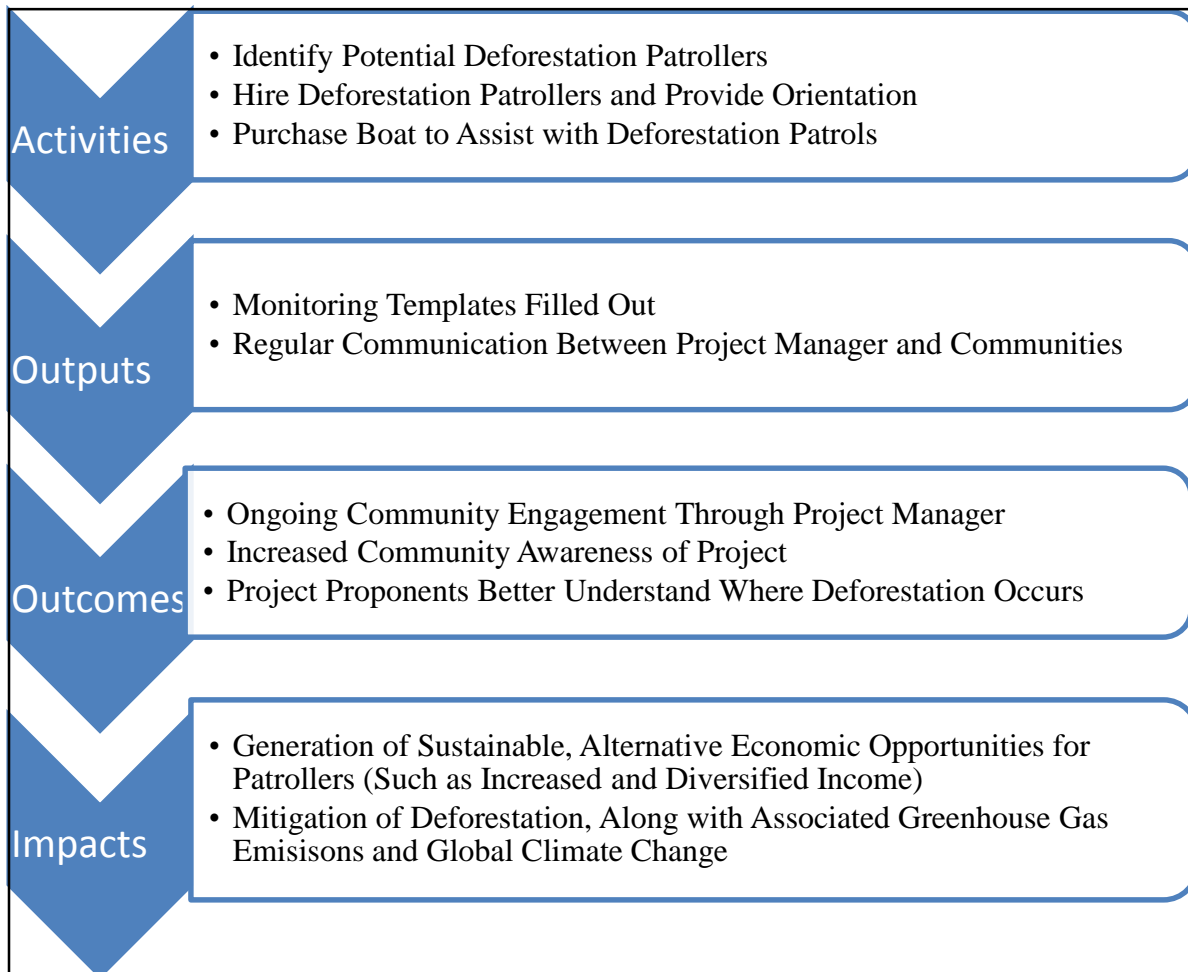 Activities
• Identify Potential Deforestation Patrollers
• Hire Deforestation Patrollers and Provide Orientation
• Purchase Boat to Assist with Deforestation Patrols
Outputs
• Monitoring Templates Filled Out
• Regular Communication Between Project Manager and Communities
Outcomes
• Ongoing Community Engagement Through Project Manager
• Increased Community Awareness of Project
• Project Proponents Better Understand Where Deforestation Occurs
Impacts
• Generation of Sustainable, Alternative Economic Opportunities for
Patrollers (Such as Increased and Diversified Income)
• Mitigation of Deforestation, Along with Associated Greenhouse Gas
Emisisons and Global Climate Change